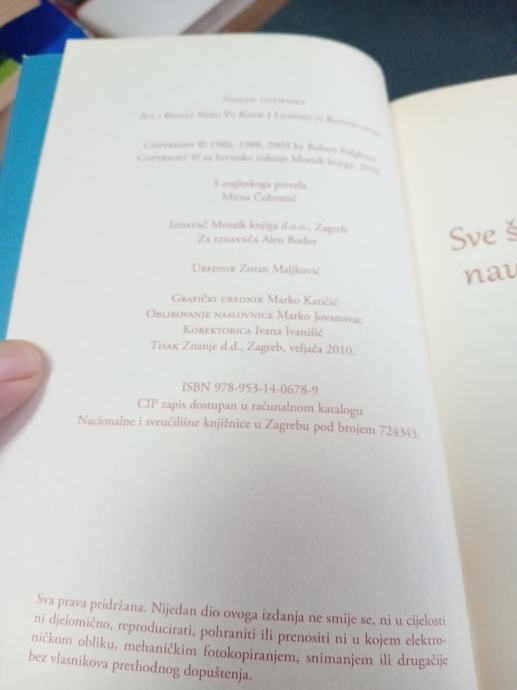 Naslov izvornika
All I Really Need To Know I Learned in Kindergarten
Copyright © 1986, 1988, 2003 by Robert Fulghum
Copyright © za hrvatsko izdanje Mozaik knjiga, 2010.
S engleskoga prevela
Mirna Čubranić
Izdavač Mozaik knjiga d.o.o., Zagreb
Za izdavača Alen Bodor
Urednik Zoran Maljković
Grafički urednik Marko Katičić
Oblikovanje naslovnice Marko Jovanovac
Korektorica Ivana Ivanišić
Tisak Znanje d.d., Zagreb, veljača 2010.
ISBN 978-953-14-0678-9
CIP zapis dostupan u računalnom katalogu
Nacionalne i sveučilišne knjižnice u Zagrebu pod brojem 724343.
Sva prava pridržana. Nijedan dio ovoga izdanja ne smije se, ni u cijelosti
ni djelomično, reproducirati, pohraniti ili prenositi ni u kojem elektro-
ničkom obliku, mehaničkim fotokopiranjem, snimanjem ili drugačije
bez vlasnikova prethodnog dopuštenja.
Sve š
nau